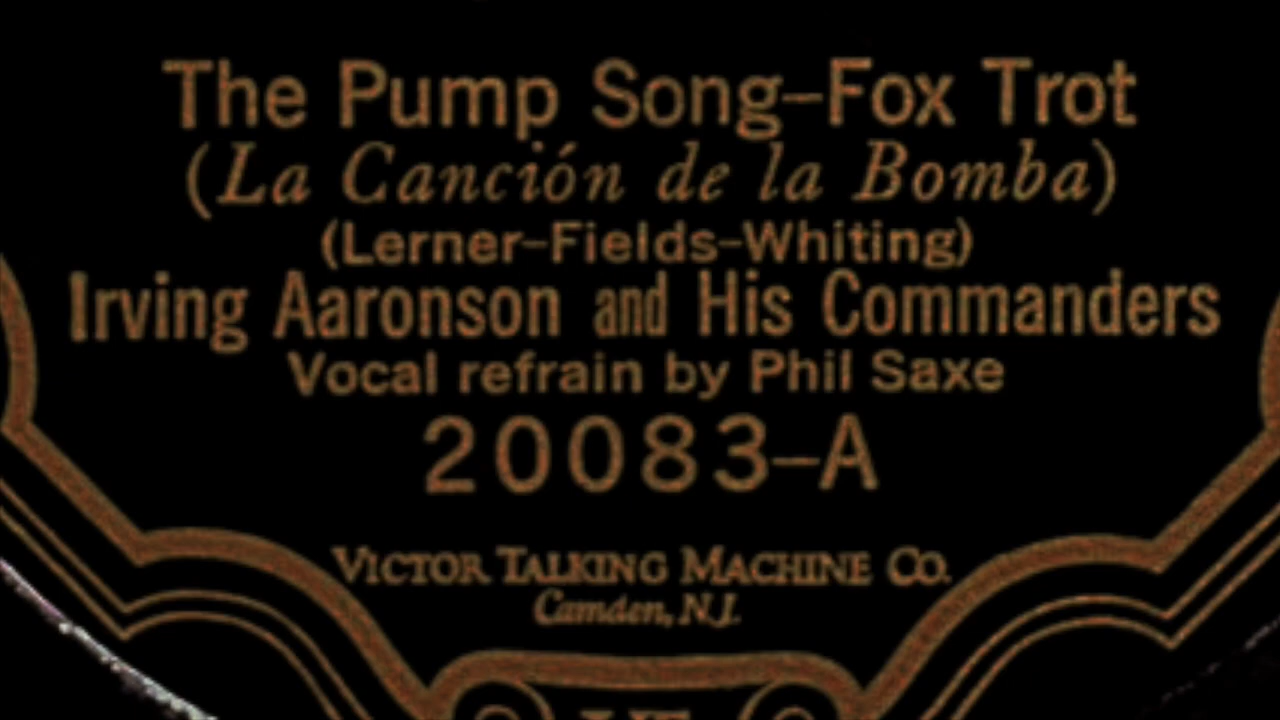 The Pump Song–Fox Trot
(La Canción de la Bomba)
(Lerner–Fields–Whiting)
Irving Aaronson and His Commanders
Vocal refrain by Phil Saxe
20083–A
VICTOR TALKING MACHINE CO.
Camden, N.J.